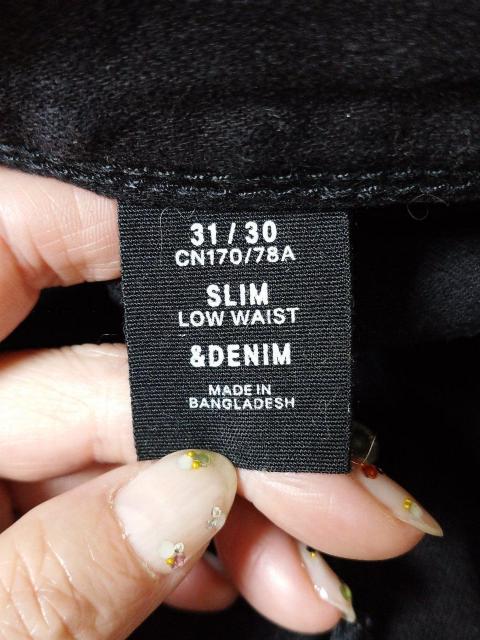 31 / 30
CN170/78A
SLIM
LOW WAIST
&DENIM
MADE IN
BANGLADESH